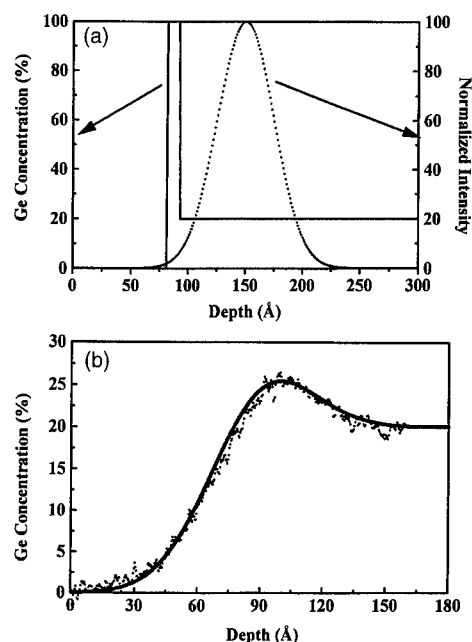 (a)
Ge Concentration (%)
100
80
60
40
20
0
0 50 100 150 200 250 300
Depth (Å)
100
80
60
40
20
0
Normalized Intensity
(b)
Ge Concentration (%)
30
25
20
15
10
5
0
0 30 60 90 120 150 180
Depth (Å)